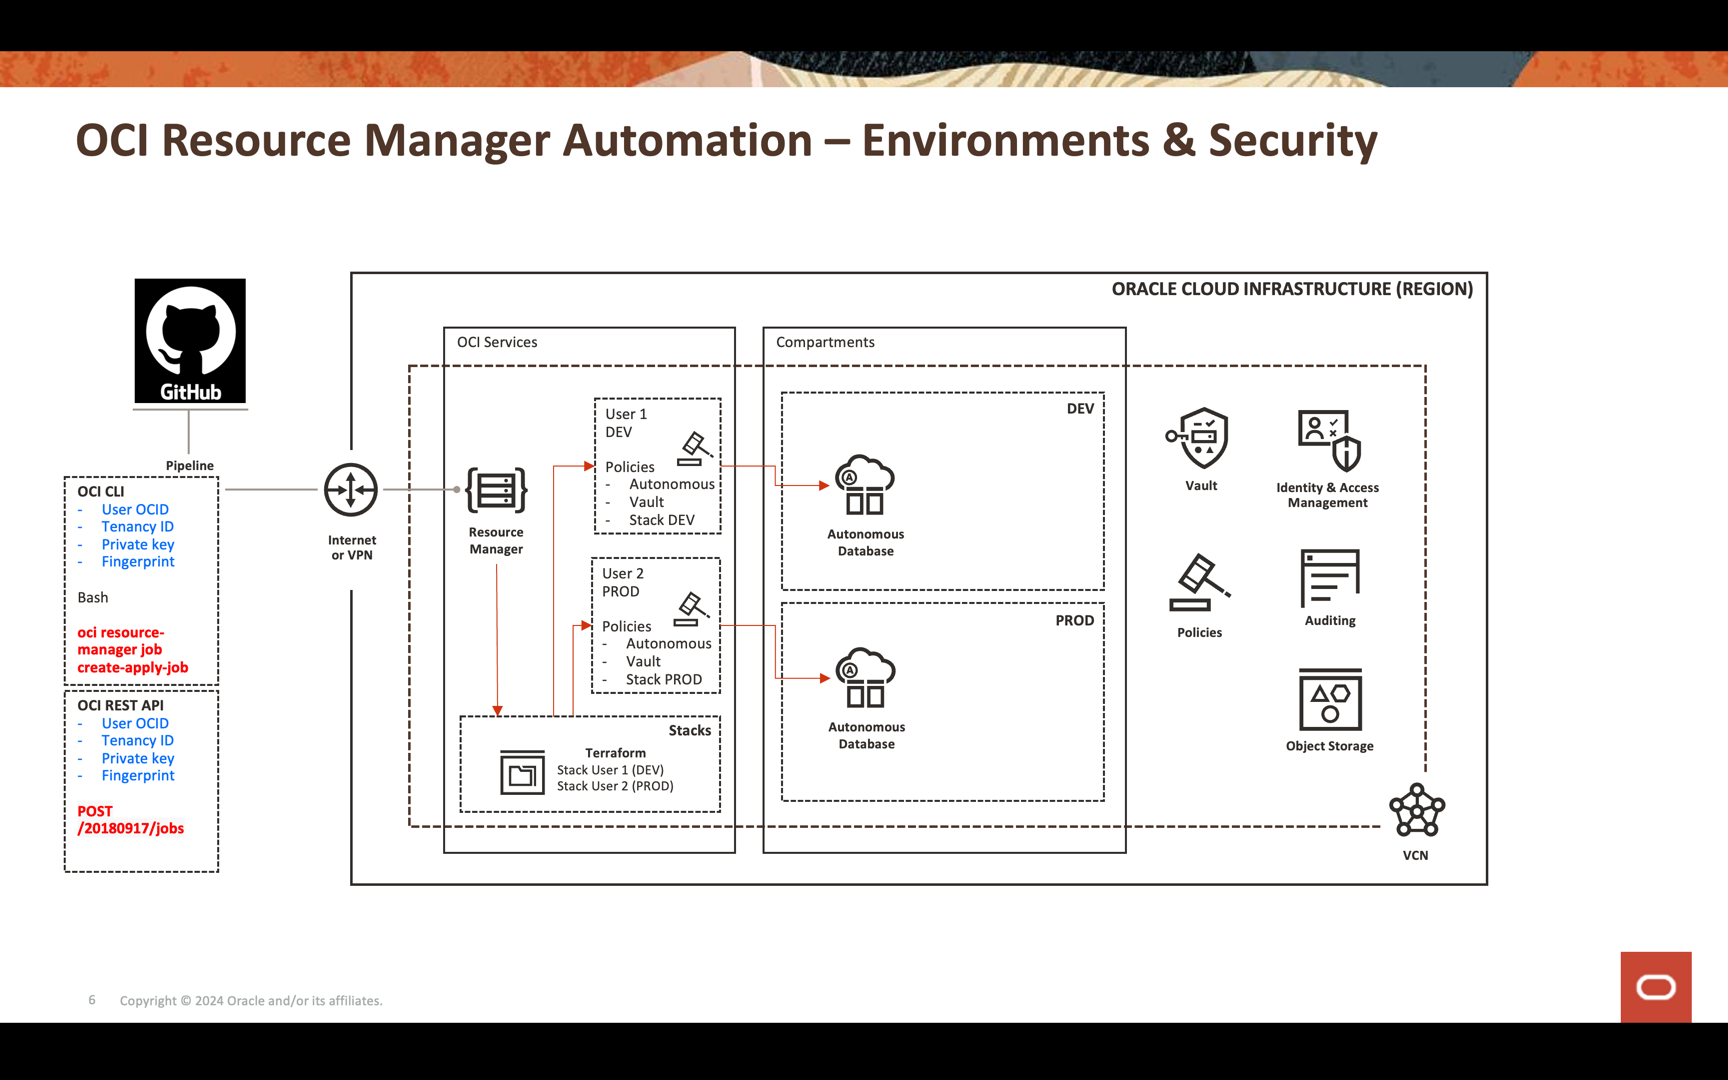 OCI Resource Manager Automation – Environments & Security
GitHub
Pipeline
OCI CLI
- User OCID
- Tenancy ID
- Private key
- Fingerprint
Bash
oci resource-
manager job
create-apply-job
OCI REST API
- User OCID
- Tenancy ID
- Private key
- Fingerprint
POST
/20180917/jobs
Internet
or VPN
ORACLE CLOUD INFRASTRUCTURE (REGION)
OCI Services
Resource
Manager
User 1
DEV
Policies
- Autonomous
- Vault
- Stack DEV
User 2
PROD
Policies
- Autonomous
- Vault
- Stack PROD
Stacks
Terraform
Stack User 1 (DEV)
Stack User 2 (PROD)
Compartments
DEV
A
Autonomous
Database
PROD
A
Autonomous
Database
Vault
Identity & Access
Management
Policies
Auditing
Object Storage
VCN
6
Copyright © 2024 Oracle and/or its affiliates.